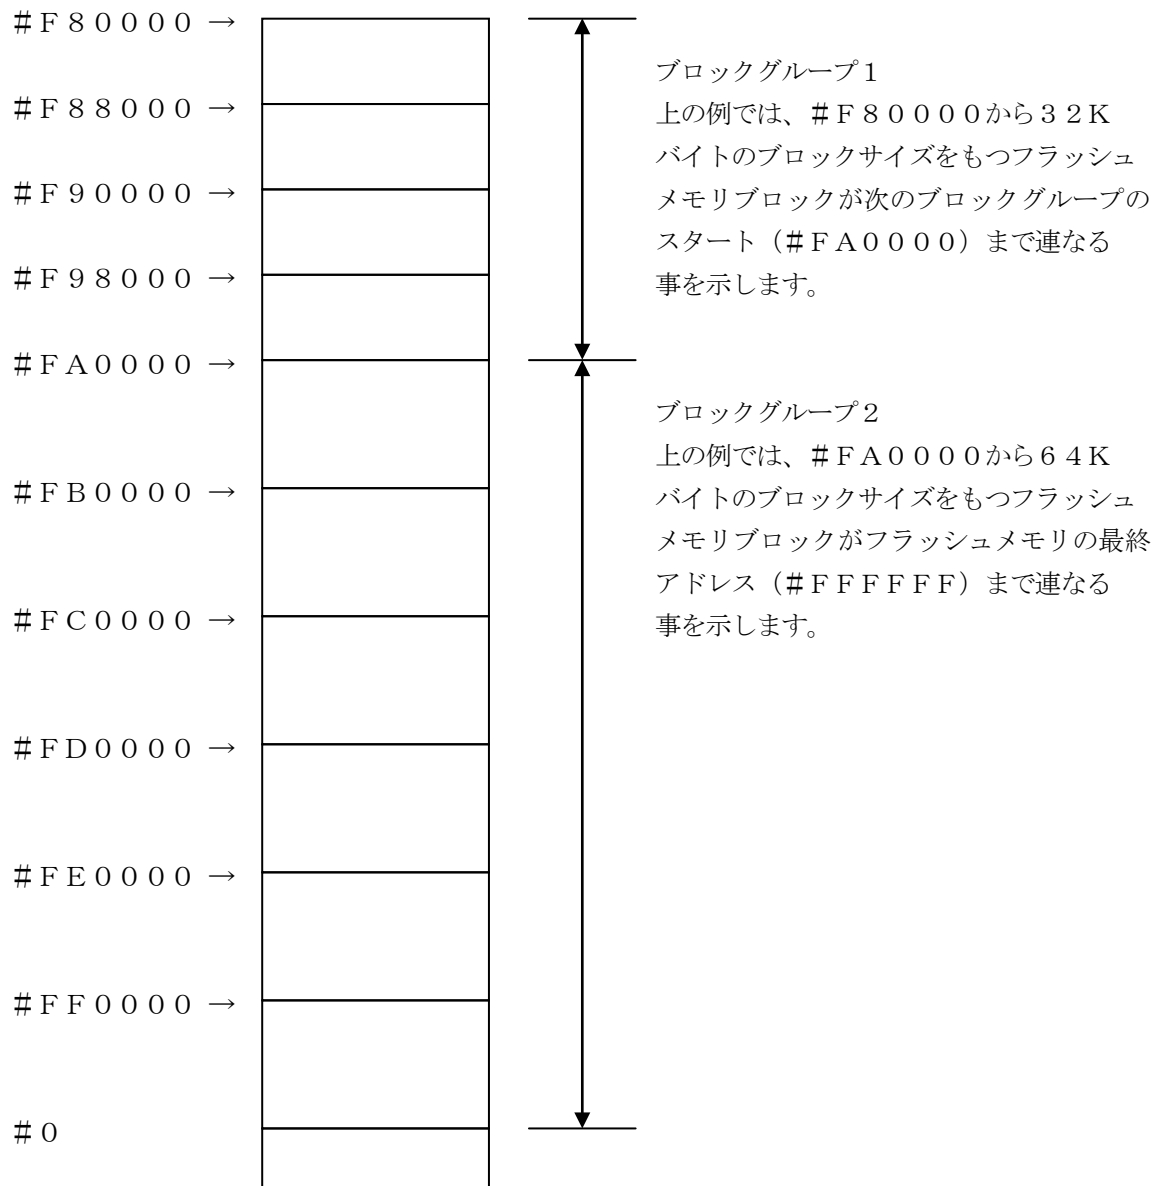 #F80000 →
#F88000 →
#F90000 →
#F98000 →
#FA0000 →
#FB0000 →
#FC0000 →
#FD0000 →
#FE0000 →
#FF0000 →
#0
ブロックグループ1
上の例では、#F80000から32K
バイトのブロックサイズをもつフラッシュ
メモリブロックが次のブロックグループの
スタート(#FA0000)まで連なる
事を示します。
ブロックグループ2
上の例では、#FA0000から64K
バイトのブロックサイズをもつフラッシュ
メモリブロックがフラッシュメモリの最終
アドレス(#FFFFFF)まで連なる
事を示します。